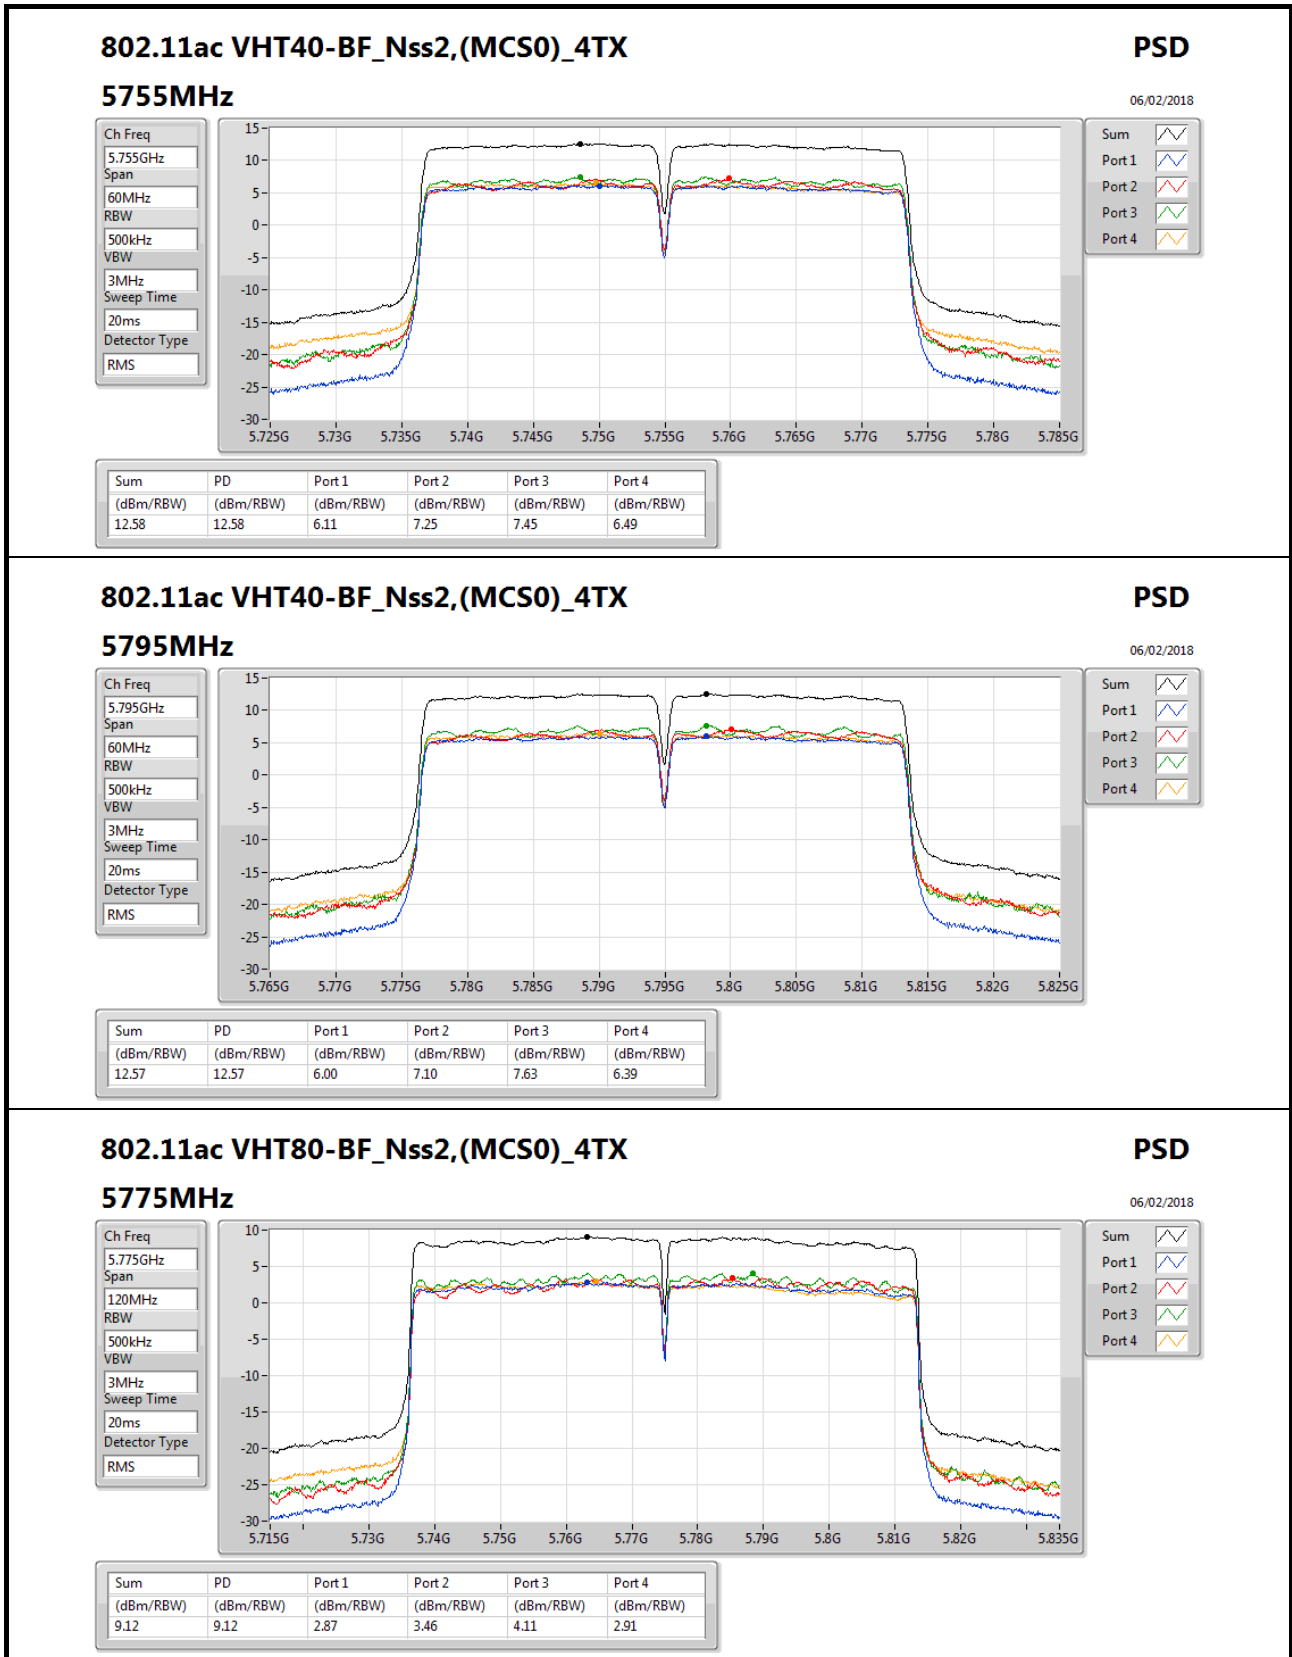 802.11ac VHT40-BF_Nss2,(MCS0)_4TX PSD
5755MHz 06/02/2018
Ch Freq
5.755GHz
Span
60MHz
RBW
500kHz
VBW
3MHz
Sweep Time
20ms
Detector Type
RMS
15
10
5
0
-5
-10
-15
-20
-25
-30
5.725G 5.73G 5.735G 5.74G 5.745G 5.75G 5.755G 5.76G 5.765G 5.77G 5.775G 5.78G 5.785G
Sum
Port 1
Port 2
Port 3
Port 4
Sum PD Port 1 Port 2 Port 3 Port 4
(dBm/RBW) (dBm/RBW) (dBm/RBW) (dBm/RBW) (dBm/RBW) (dBm/RBW)
12.58 12.58 6.11 7.25 7.45 6.49
802.11ac VHT40-BF_Nss2,(MCS0)_4TX PSD
5795MHz 06/02/2018
Ch Freq
5.795GHz
Span
60MHz
RBW
500kHz
VBW
3MHz
Sweep Time
20ms
Detector Type
RMS
15
10
5
0
-5
-10
-15
-20
-25
-30
5.765G 5.77G 5.775G 5.78G 5.785G 5.79G 5.795G 5.8G 5.805G 5.81G 5.815G 5.82G 5.825G
Sum
Port 1
Port 2
Port 3
Port 4
Sum PD Port 1 Port 2 Port 3 Port 4
(dBm/RBW) (dBm/RBW) (dBm/RBW) (dBm/RBW) (dBm/RBW) (dBm/RBW)
12.57 12.57 6.00 7.10 7.63 6.39
802.11ac VHT80-BF_Nss2,(MCS0)_4TX PSD
5775MHz 06/02/2018
Ch Freq
5.775GHz
Span
120MHz
RBW
500kHz
VBW
3MHz
Sweep Time
20ms
Detector Type
RMS
10
5
0
-5
-10
-15
-20
-25
-30
5.715G 5.73G 5.74G 5.75G 5.76G 5.77G 5.78G 5.79G 5.8G 5.81G 5.82G 5.835G
Sum
Port 1
Port 2
Port 3
Port 4
Sum PD Port 1 Port 2 Port 3 Port 4
(dBm/RBW) (dBm/RBW) (dBm/RBW) (dBm/RBW) (dBm/RBW) (dBm/RBW)
9.12 9.12 2.87 3.46 4.11 2.91